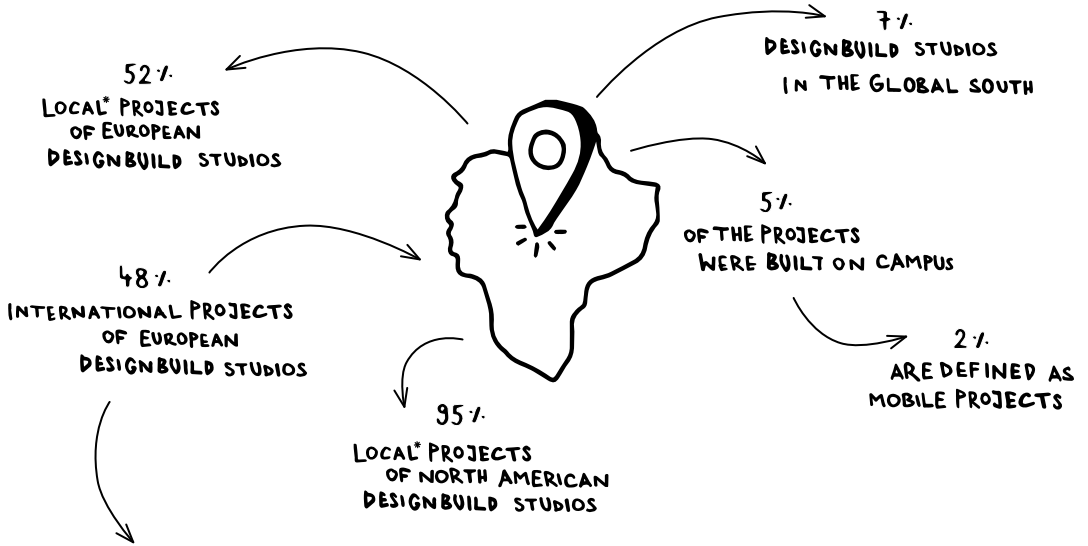 52%
LOCAL* PROJECTS
OF EUROPEAN
DESIGNBUILD STUDIOS
7%
DESIGNBUILD STUDIOS
IN THE GLOBAL SOUTH
5%
OF THE PROJECTS
WERE BUILT ON CAMPUS
48%
INTERNATIONAL PROJECTS
OF EUROPEAN
DESIGNBUILD STUDIOS
2%
ARE DEFINED AS
MOBILE PROJECTS
95%
LOCAL* PROJECTS
OF NORTH AMERICAN
DESIGNBUILD STUDIOS